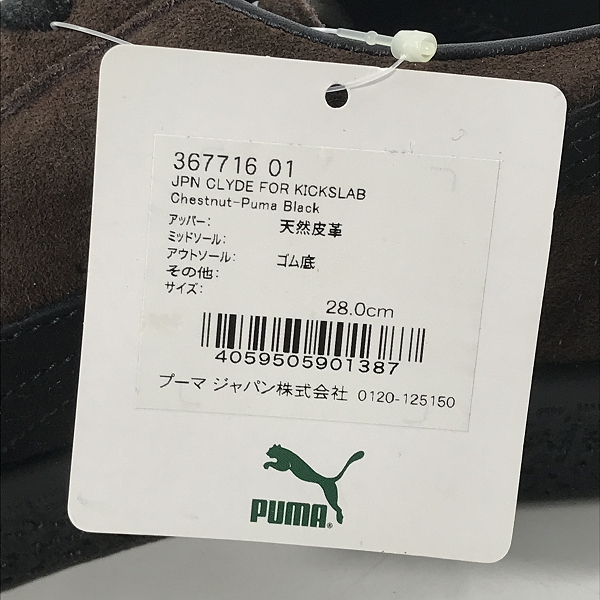 367716 01
JPN CLYDE FOR KICKSLAB
Chestnut-Puma Black
アッパー: 天然皮革
ミッドソール:
アウトソール: ゴム底
その他:
サイズ:
28.0cm
4059505901387
プーマ ジャパン株式会社 0120-125150
PUMA®